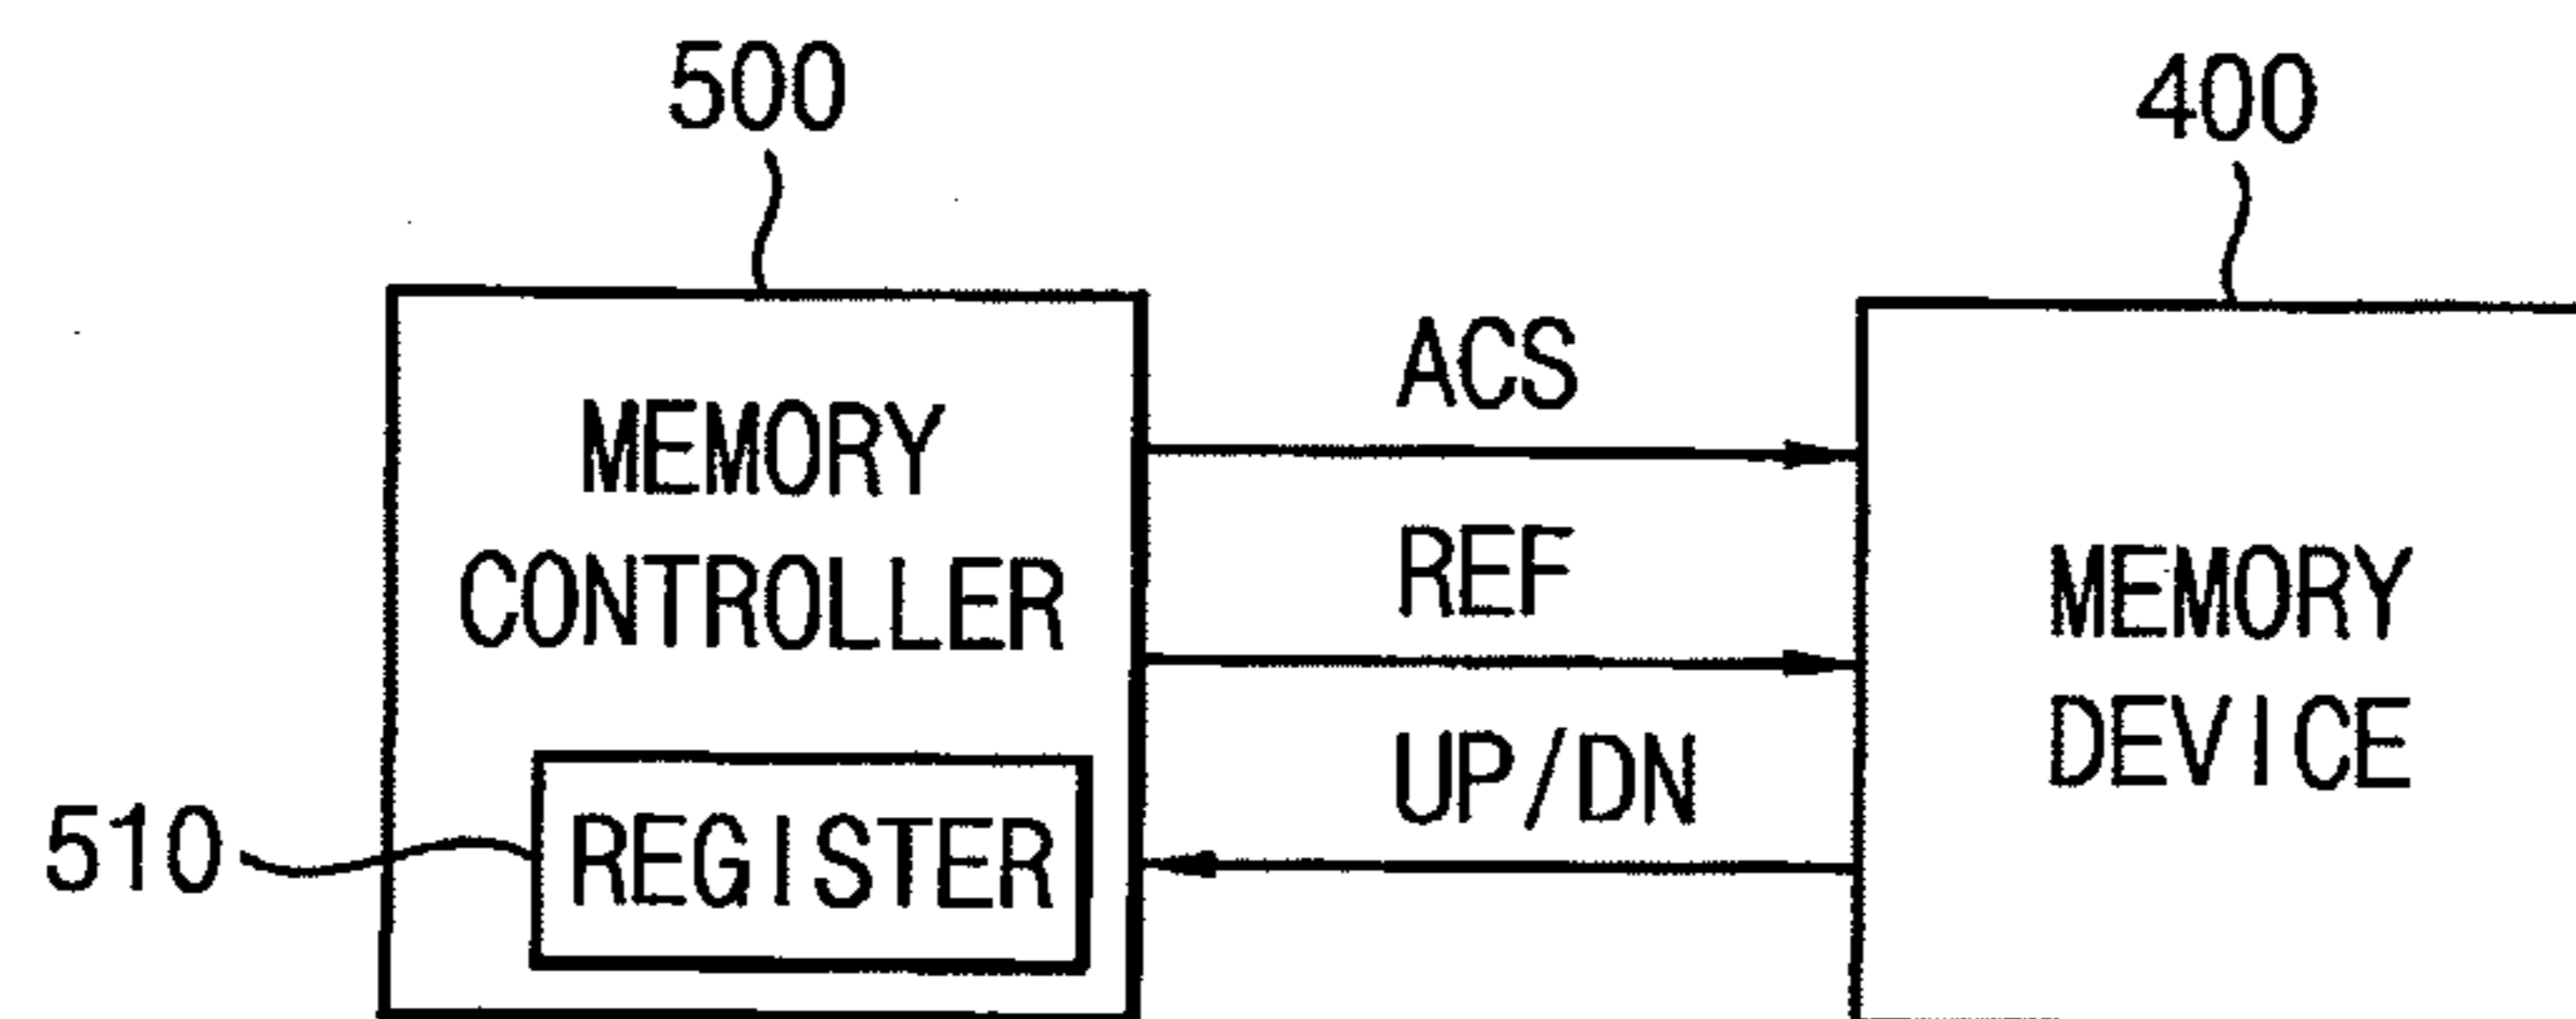 500
400
MEMORY
CONTROLLER
510
REGISTER
ACS
REF
UP/DN
MEMORY
DEVICE